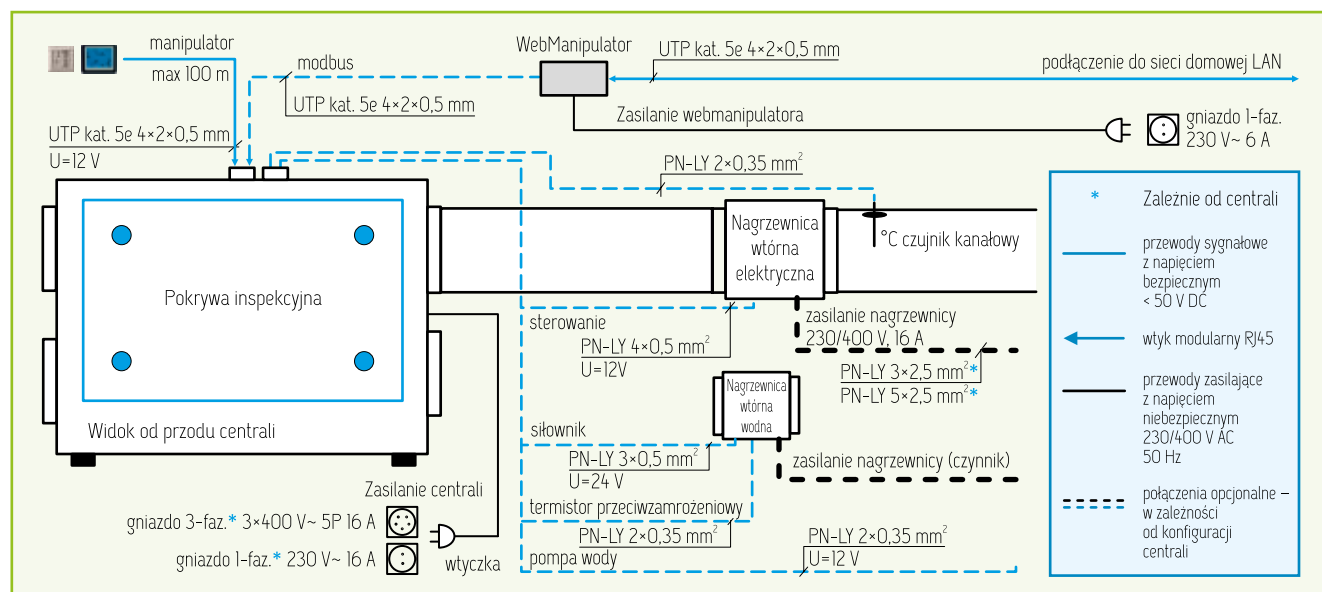 manipulator
max 100 m
modbus
UTP kat. 5e 4×2×0,5 mm
UTP kat. 5e 4×2×0,5 mm
U=12 V
WebManipulator
UTP kat. 5e 4×2×0,5 mm
podłączenie do sieci domowej LAN
Zasilanie webmanipulatora
gniazdo 1-faz.
230 V~ 6 A
PN-LY 2×0,35 mm²
Nagrzewnica
wtórna
elektryczna
°C czujnik kanałowy
Pokrywa inspekcyjna
Widok od przodu centrali
sterowanie
PN-LY 4×0,5 mm²
U=12V
zasilanie nagrzewnicy
230/400 V, 16 A
PN-LY 3×2,5 mm²*
PN-LY 5×2,5 mm²*
Nagrzewnica
wtórna
wodna
siłownik
PN-LY 3×0,5 mm²
U=24 V
zasilanie nagrzewnicy (czynnik)
termistor przeciwzamrożeniowy
PN-LY 2×0,35 mm²
pompa wody
PN-LY 2×0,35 mm²
U=12 V
Zasilanie centrali
gniazdo 3-faz.* 3×400 V~ 5P 16 A
gniazdo 1-faz.* 230 V~ 16 A
wtyczka
* Zależnie od centrali
przewody sygnałowe
z napięciem
bezpiecznym
< 50 V DC
wtyk modularny RJ45
przewody zasilające
z napięciem
niebezpiecznym
230/400 V AC
50 Hz
połączenia opcjonalne –
w zależności
od konfiguracji
centrali